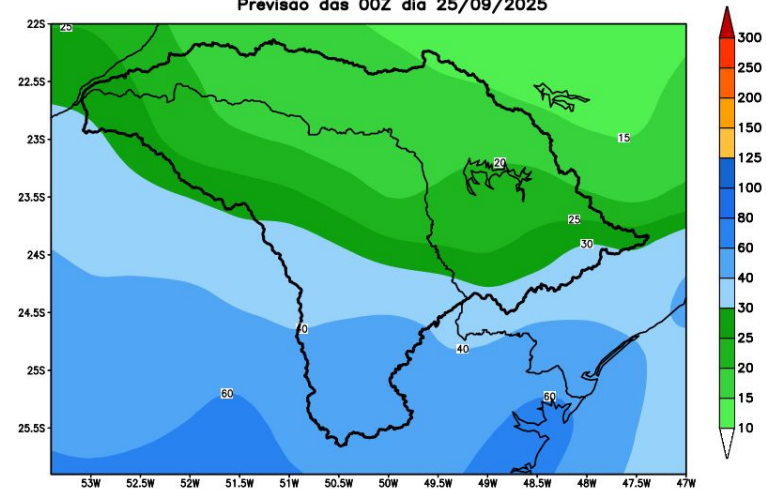 Previsao das 00Z dia 25/09/2025
22S
22.5S
23S
23.5S
24S
24.5S
25S
25.5S
53W
52.5W
52W
51.5W
51W
50.5W
50W
49.5W
49W
48.5W
48W
47.5W
47W
25
15
20
25
30
40
40
60
60
300
250
200
150
125
100
80
60
40
30
25
20
15
10